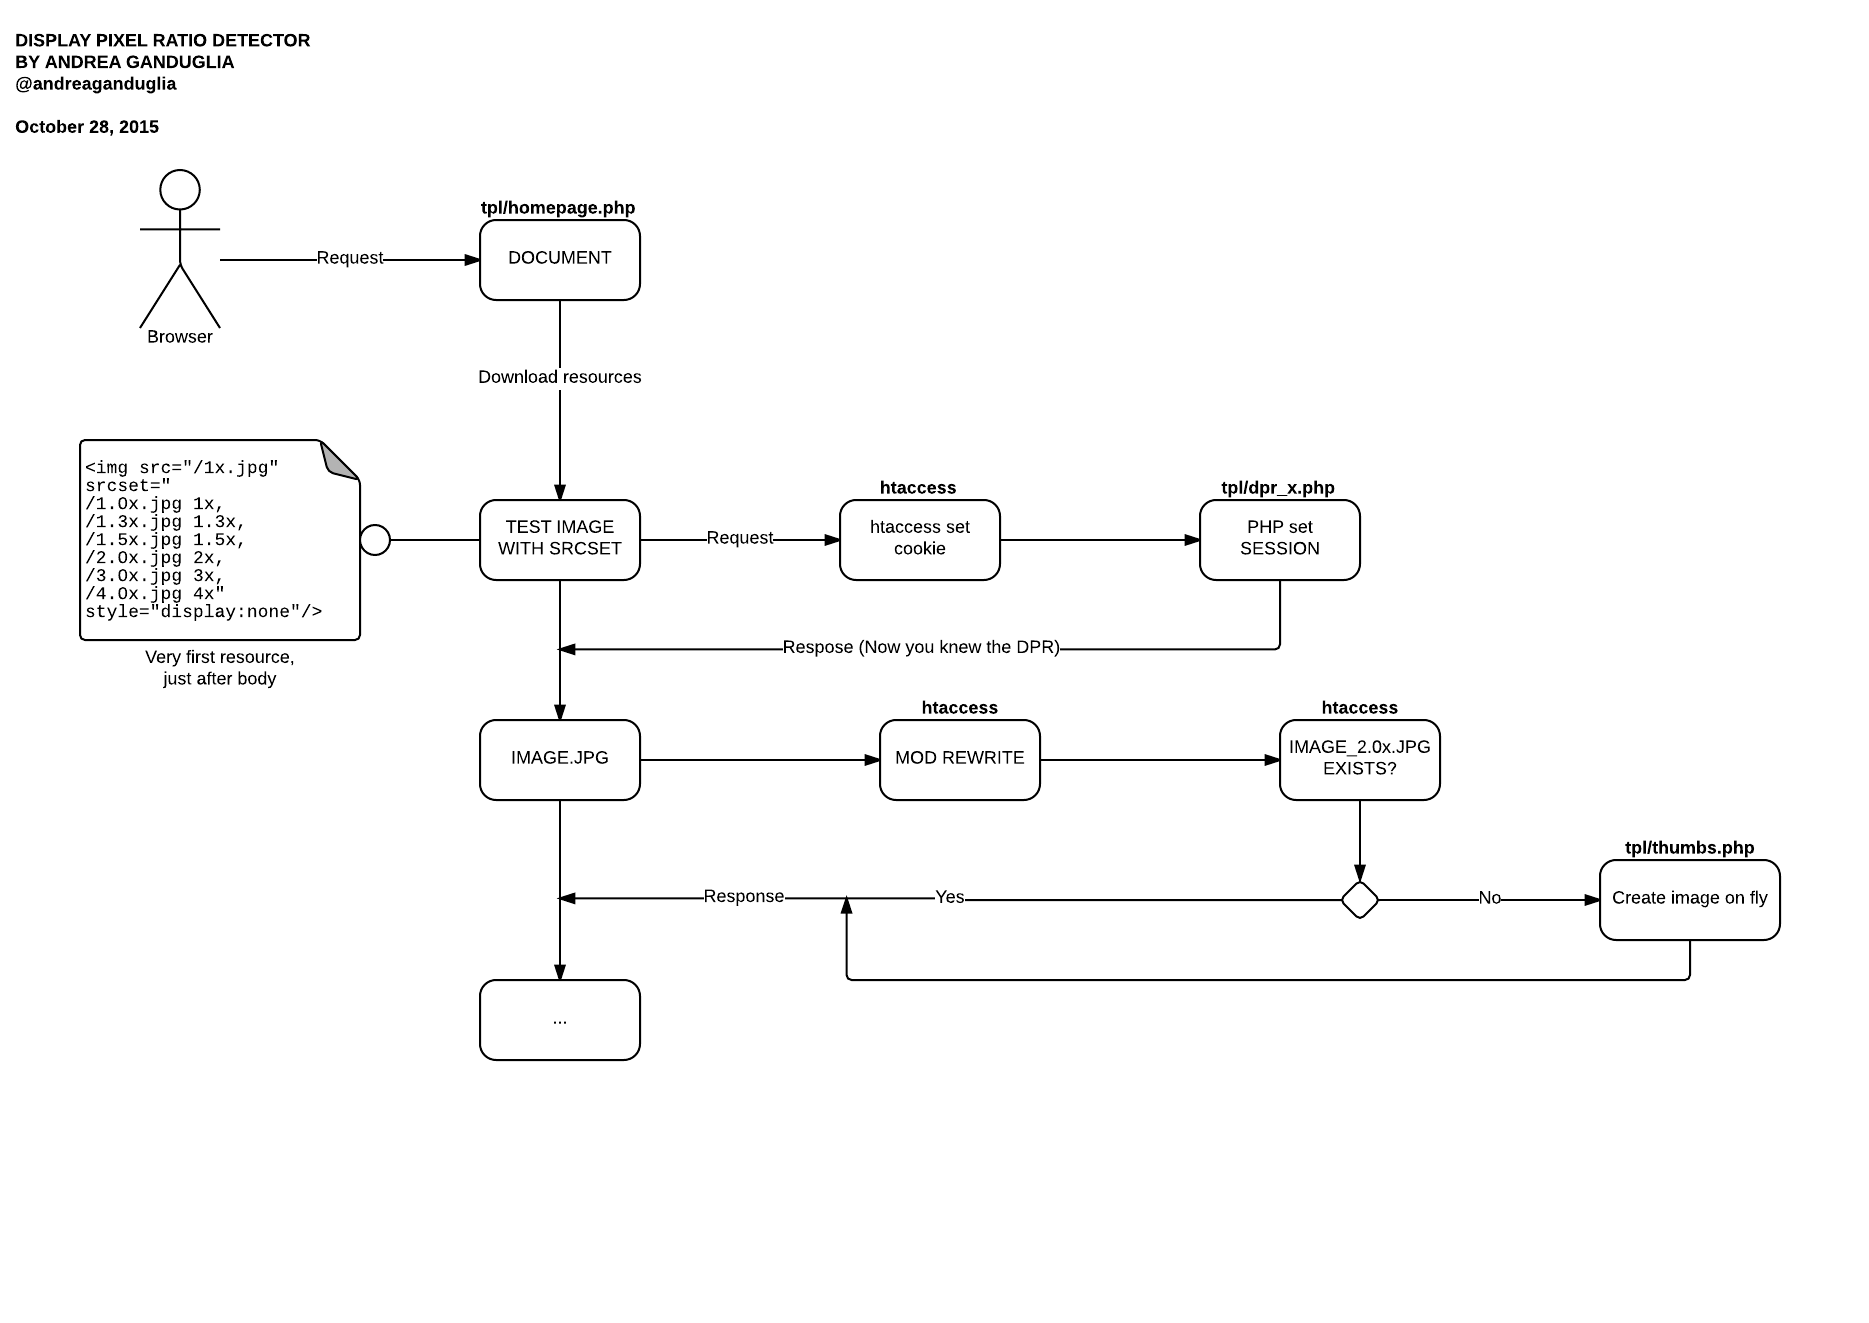 DISPLAY PIXEL RATIO DETECTOR
BY ANDREA GANDUGLIA
@andreaganduglia
October 28, 2015
tpl/homepage.php
DOCUMENT
Request
Browser
Download resources
<img src="/1x.jpg"
srcset="
/1.0x.jpg 1x,
/1.3x.jpg 1.3x,
/1.5x.jpg 1.5x,
/2.0x.jpg 2x,
/3.0x.jpg 3x,
/4.0x.jpg 4x"
style="display:none"/>
Very first resource,
just after body
TEST IMAGE
WITH SRCSET
Request
htaccess
htaccess set
cookie
tpl/dpr_x.php
PHP set
SESSION
Respose (Now you knew the DPR)
IMAGE.JPG
htaccess
MOD REWRITE
htaccess
IMAGE_2.0x.JPG
EXISTS?
Response
Yes
No
tpl/thumbs.php
Create image on fly
...